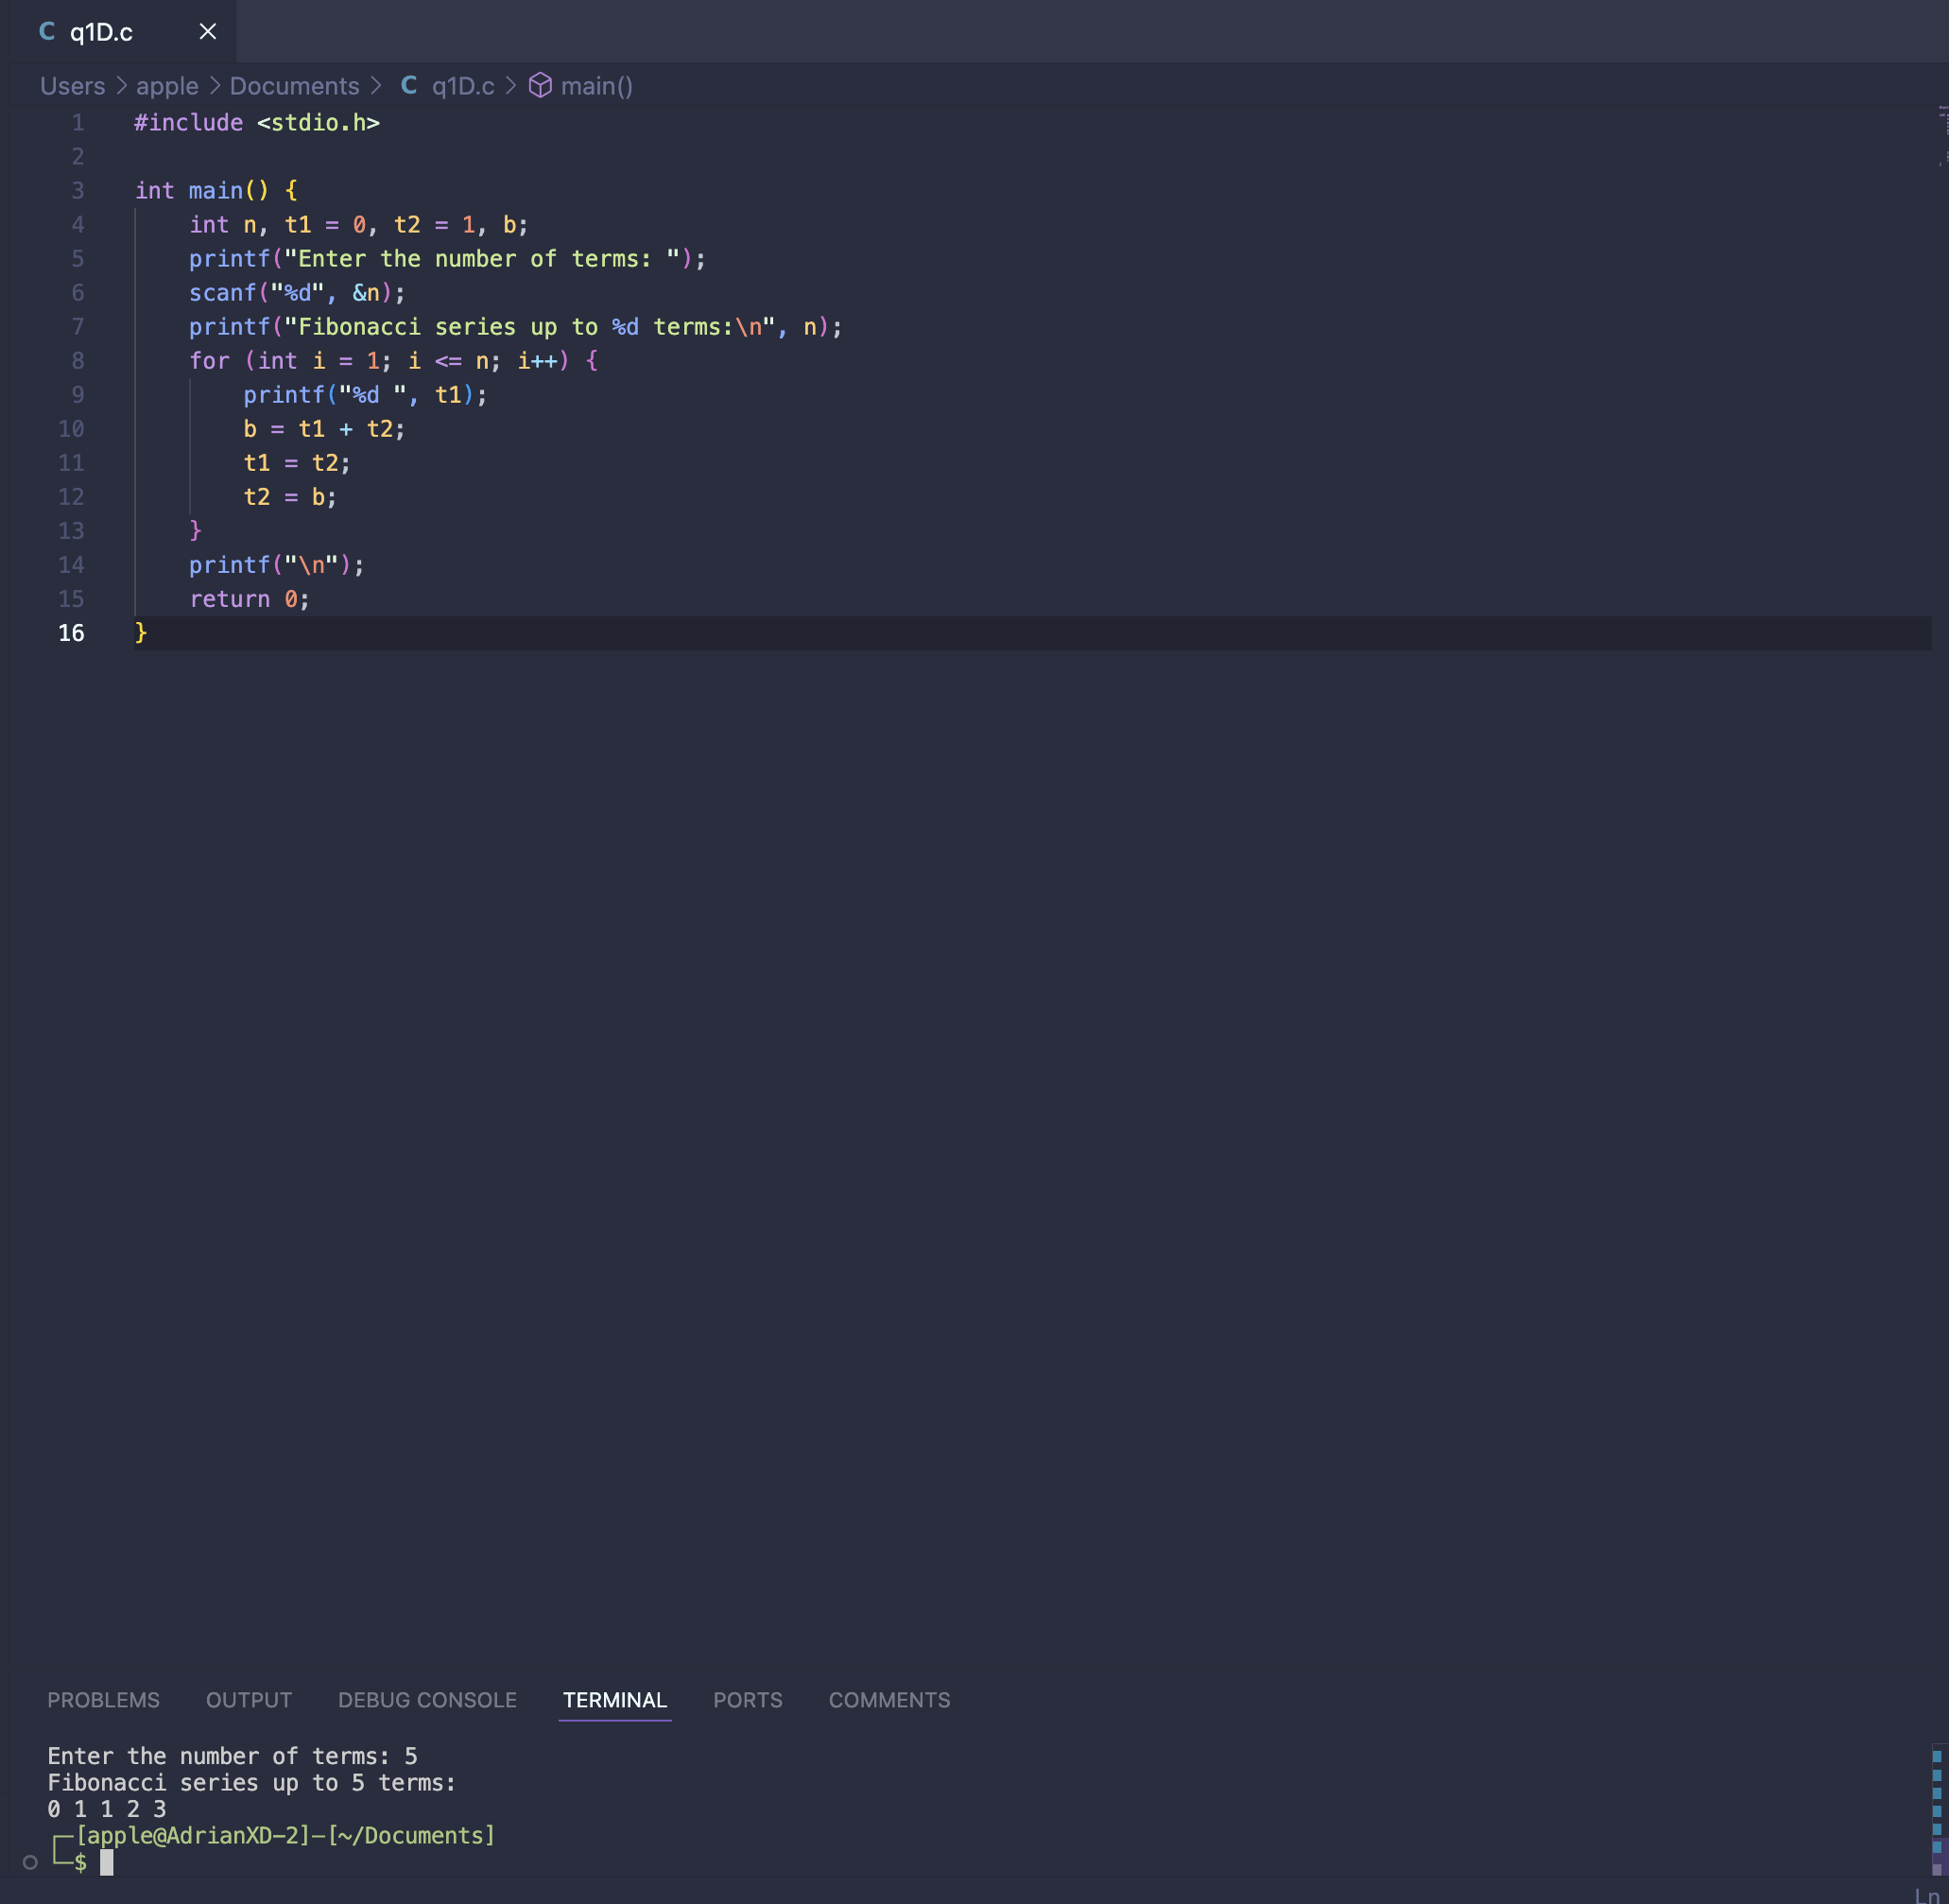 C q1D.c ×
Users > apple > Documents > C q1D.c > main()
1 #include <stdio.h>
2
3 int main() {
4     int n, t1 = 0, t2 = 1, b;
5     printf("Enter the number of terms: ");
6     scanf("%d", &n);
7     printf("Fibonacci series up to %d terms:\n", n);
8     for (int i = 1; i <= n; i++) {
9         printf("%d ", t1);
10         b = t1 + t2;
11         t1 = t2;
12         t2 = b;
13     }
14     printf("\n");
15     return 0;
16 }
PROBLEMS OUTPUT DEBUG CONSOLE TERMINAL PORTS COMMENTS
Enter the number of terms: 5
Fibonacci series up to 5 terms:
0 1 1 2 3
┌─[apple@AdrianXD-2]─[~/Documents]
└─$
Ln